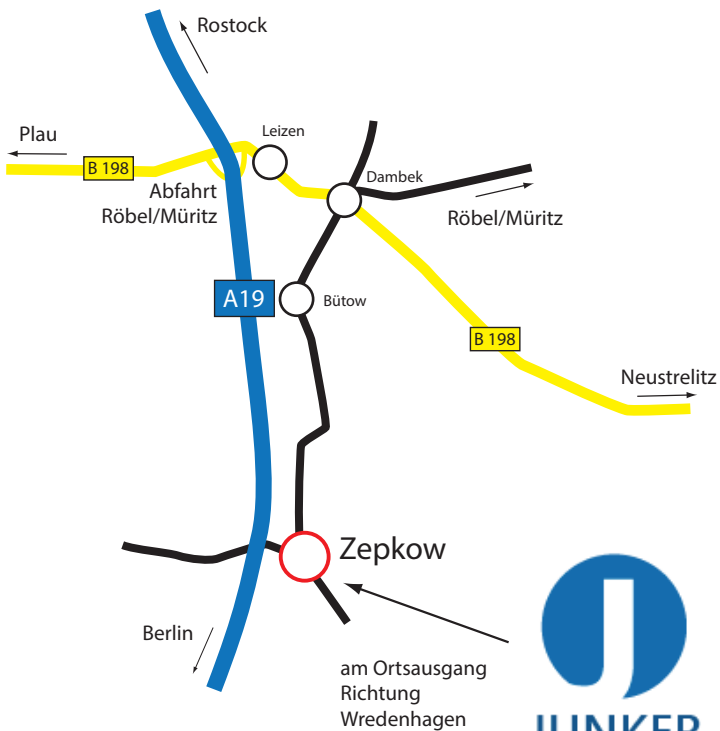 Rostock
Plau
Leizen
B 198
Dambek
Abfahrt
Röbel/Müritz
Röbel/Müritz
A19
Bütow
B 198
Neustrelitz
Zepkow
Berlin
am Ortsausgang
Richtung
Wredenhagen
JUNKER